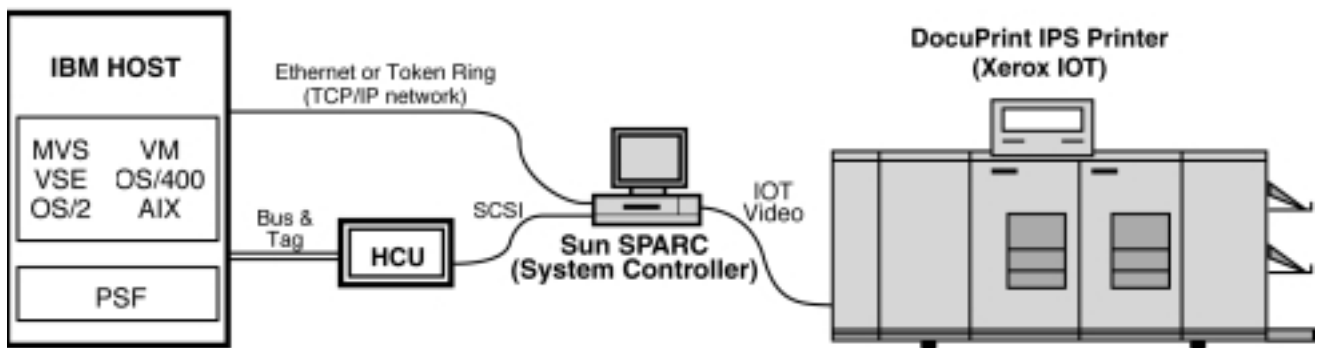 IBM HOST
MVS VM
VSE OS/400
OS/2 AIX
PSF
Ethernet or Token Ring
(TCP/IP network)
Bus &
Tag
HCU
SCSI
Sun SPARC
(System Controller)
IOT
Video
DocuPrint IPS Printer
(Xerox IOT)